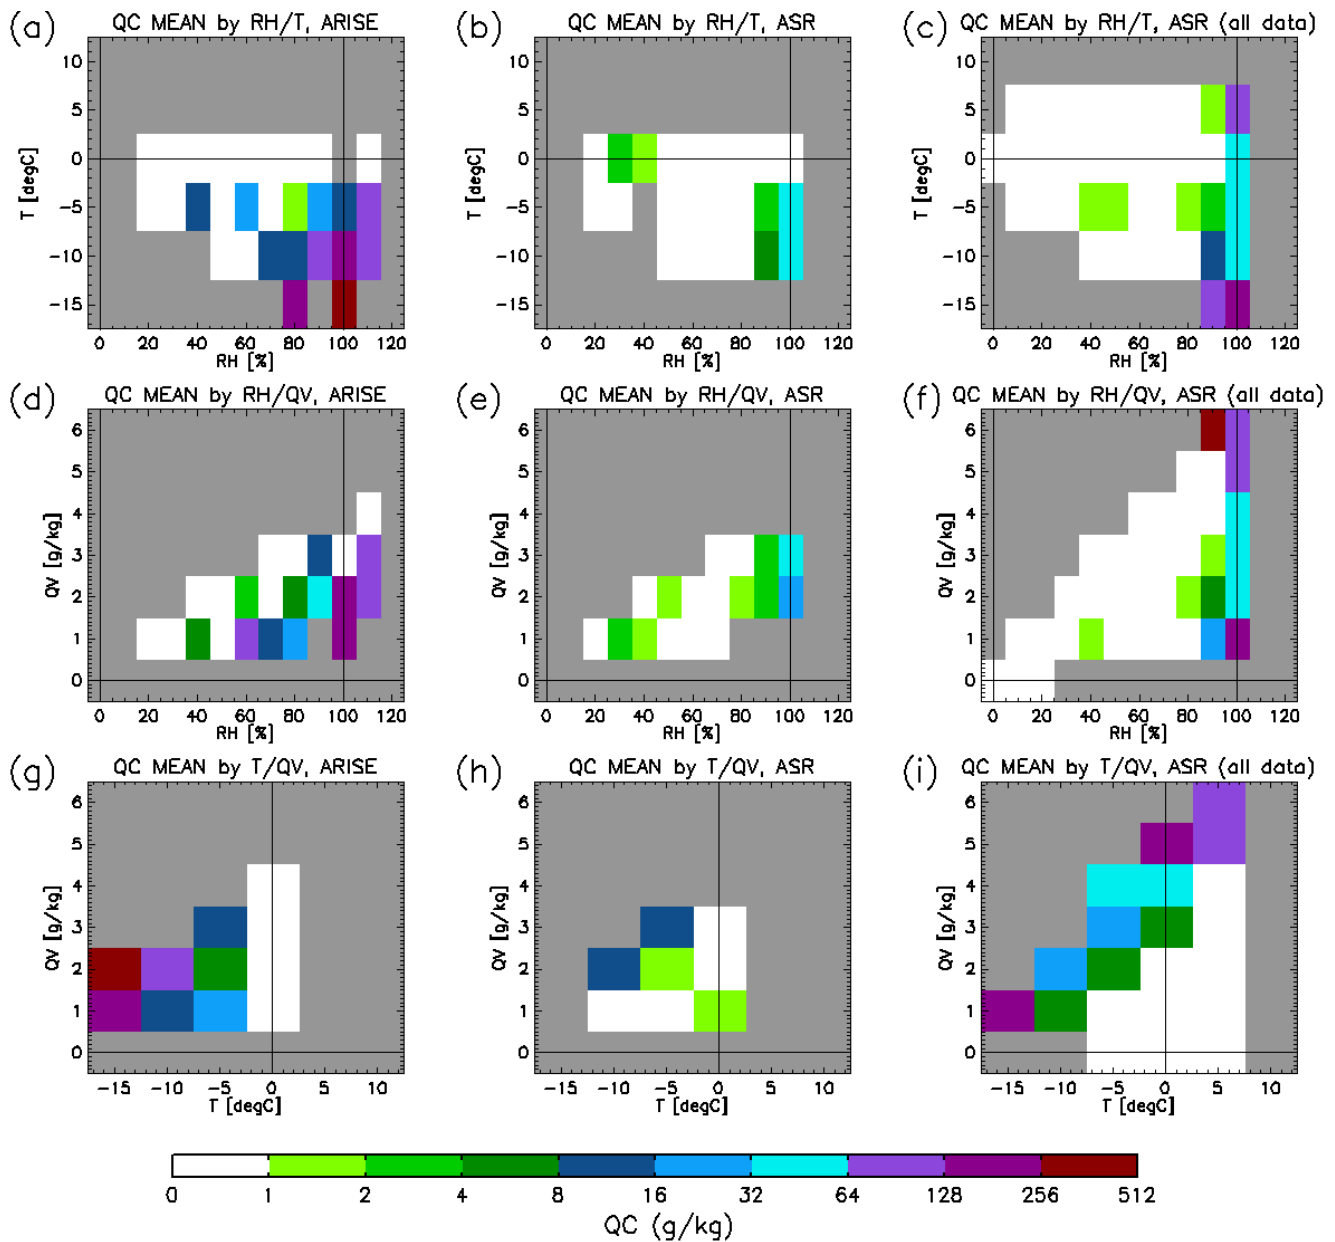 (a) QC MEAN by RH/T, ARISE
10
5
0
−5
−10
−15
T [degC]
0 20 40 60 80 100 120
RH [%]
(b) QC MEAN by RH/T, ASR
10
5
0
−5
−10
−15
T [degC]
0 20 40 60 80 100 120
RH [%]
(c) QC MEAN by RH/T, ASR (all data)
10
5
0
−5
−10
−15
T [degC]
0 20 40 60 80 100 120
RH [%]
(d) QC MEAN by RH/QV, ARISE
6
5
4
3
2
1
0
QV [g/kg]
0 20 40 60 80 100 120
RH [%]
(e) QC MEAN by RH/QV, ASR
6
5
4
3
2
1
0
QV [g/kg]
0 20 40 60 80 100 120
RH [%]
(f) QC MEAN by RH/QV, ASR (all data)
6
5
4
3
2
1
0
QV [g/kg]
0 20 40 60 80 100 120
RH [%]
(g) QC MEAN by T/QV, ARISE
6
5
4
3
2
1
0
QV [g/kg]
−15 −10 −5 0 5 10
T [degC]
(h) QC MEAN by T/QV, ASR
6
5
4
3
2
1
0
QV [g/kg]
−15 −10 −5 0 5 10
T [degC]
(i) QC MEAN by T/QV, ASR (all data)
6
5
4
3
2
1
0
QV [g/kg]
−15 −10 −5 0 5 10
T [degC]
0 1 2 4 8 16 32 64 128 256 512
QC (g/kg)